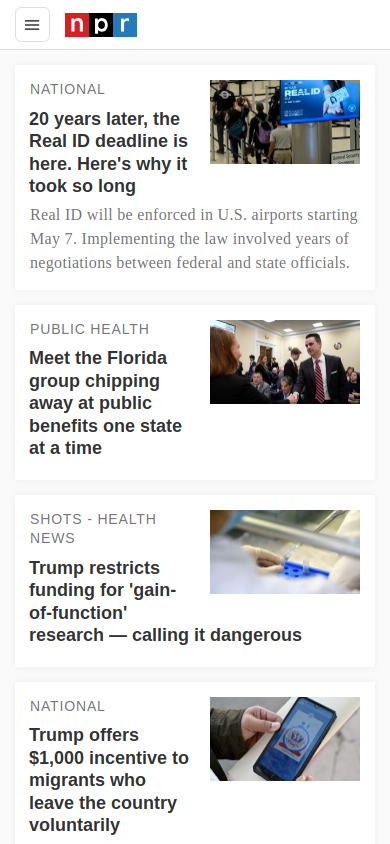 npr
NATIONAL
20 years later, the
Real ID deadline is
here. Here's why it
took so long
REAL ID
Real ID will be enforced in U.S. airports starting
May 7. Implementing the law involved years of
negotiations between federal and state officials.
PUBLIC HEALTH
Meet the Florida
group chipping
away at public
benefits one state
at a time
SHOTS - HEALTH
NEWS
Trump restricts
funding for 'gain-
of-function'
research — calling it dangerous
NATIONAL
Trump offers
$1,000 incentive to
migrants who
leave the country
voluntarily